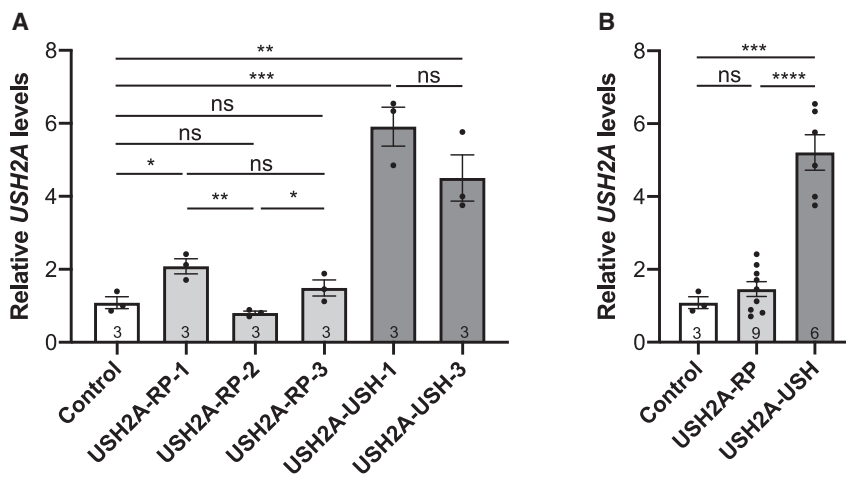 A
Relative USH2A levels
8
6
4
2
0
**
***
ns
ns
ns
*
ns
**
*
3
3
3
3
3
3
Control
USH2A-RP-1
USH2A-RP-2
USH2A-RP-3
USH2A-USH-1
USH2A-USH-3
B
Relative USH2A levels
8
6
4
2
0
***
ns
****
3
9
6
Control
USH2A-RP
USH2A-USH